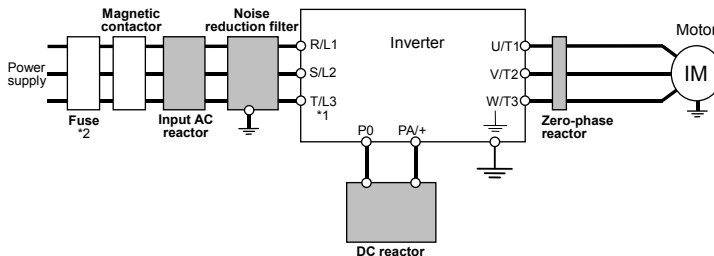 Magnetic
contactor
Noise
reduction filter
Power
supply
Fuse
*2
Input AC
reactor
R/L1
S/L2
T/L3
*1
Inverter
P0
PA/+
DC reactor
U/T1
V/T2
W/T3
Zero-phase
reactor
Motor
IM